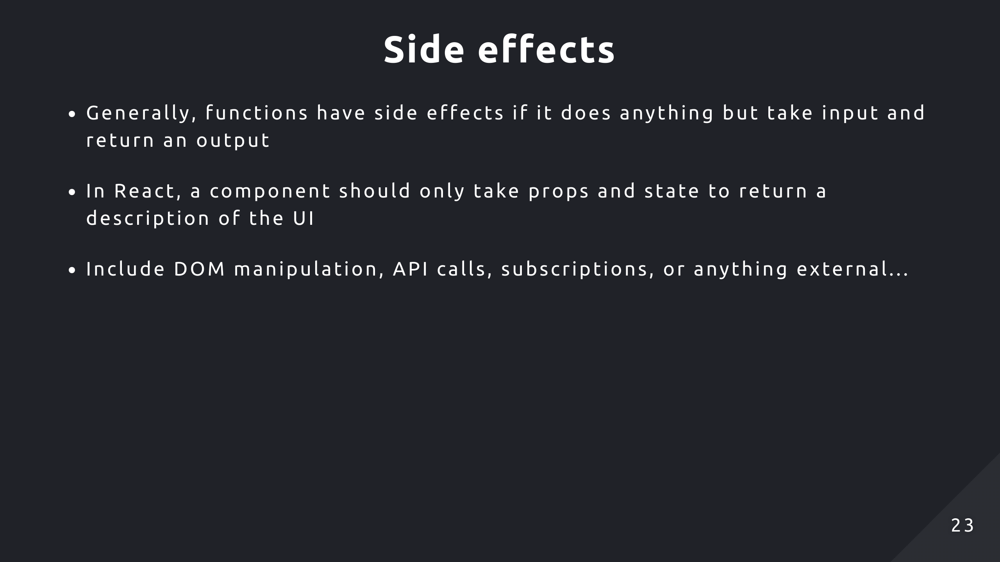 Side effects
• Generally, functions have side effects if it does anything but take input and
return an output
• In React, a component should only take props and state to return a
description of the UI
• Include DOM manipulation, API calls, subscriptions, or anything external...
23